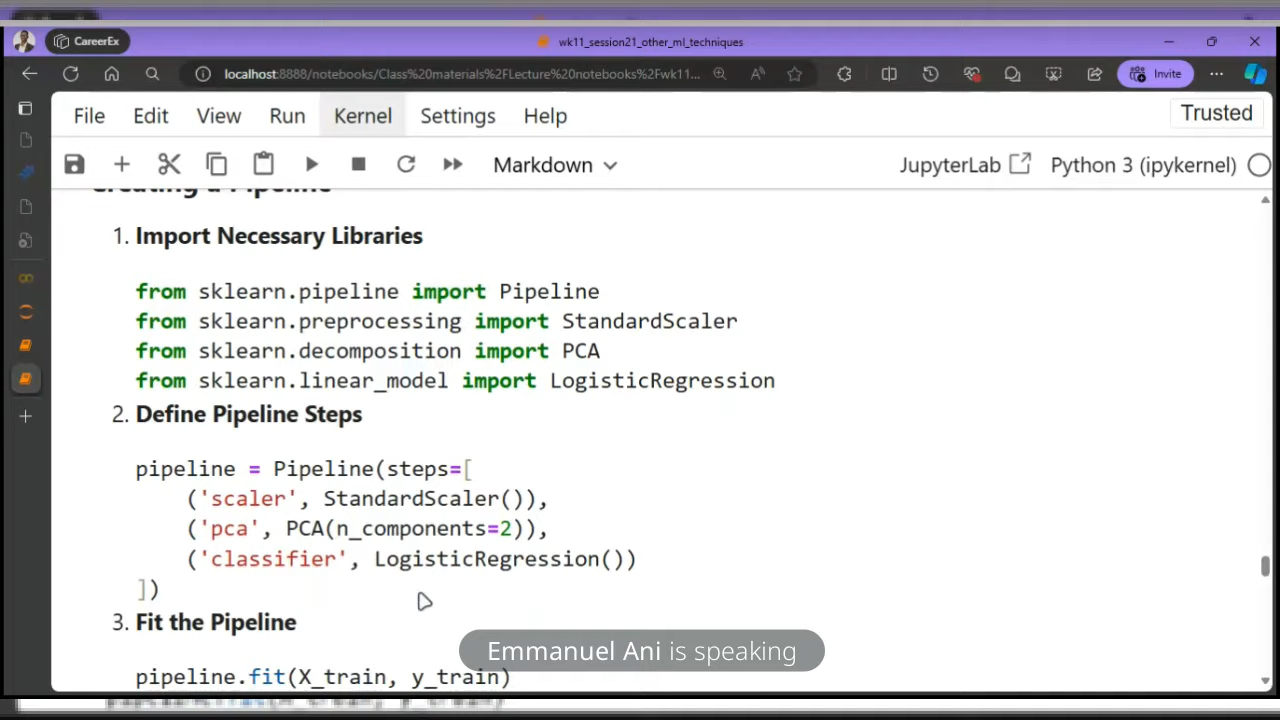 CareerEx
wk11_session21_other_ml_techniques
localhost:8888/notebooks/Class%20materials%2FLecture%20notebooks%2Fwk11...
Invite
File Edit View Run Kernel Settings Help
Trusted
Markdown
JupyterLab
Python 3 (ipykernel)
Creating a Pipeline
1. Import Necessary Libraries
from sklearn.pipeline import Pipeline
from sklearn.preprocessing import StandardScaler
from sklearn.decomposition import PCA
from sklearn.linear_model import LogisticRegression
2. Define Pipeline Steps
pipeline = Pipeline(steps=[
('scaler', StandardScaler()),
('pca', PCA(n_components=2)),
('classifier', LogisticRegression())
])
3. Fit the Pipeline
Emmanuel Ani is speaking
pipeline.fit(X_train, y_train)